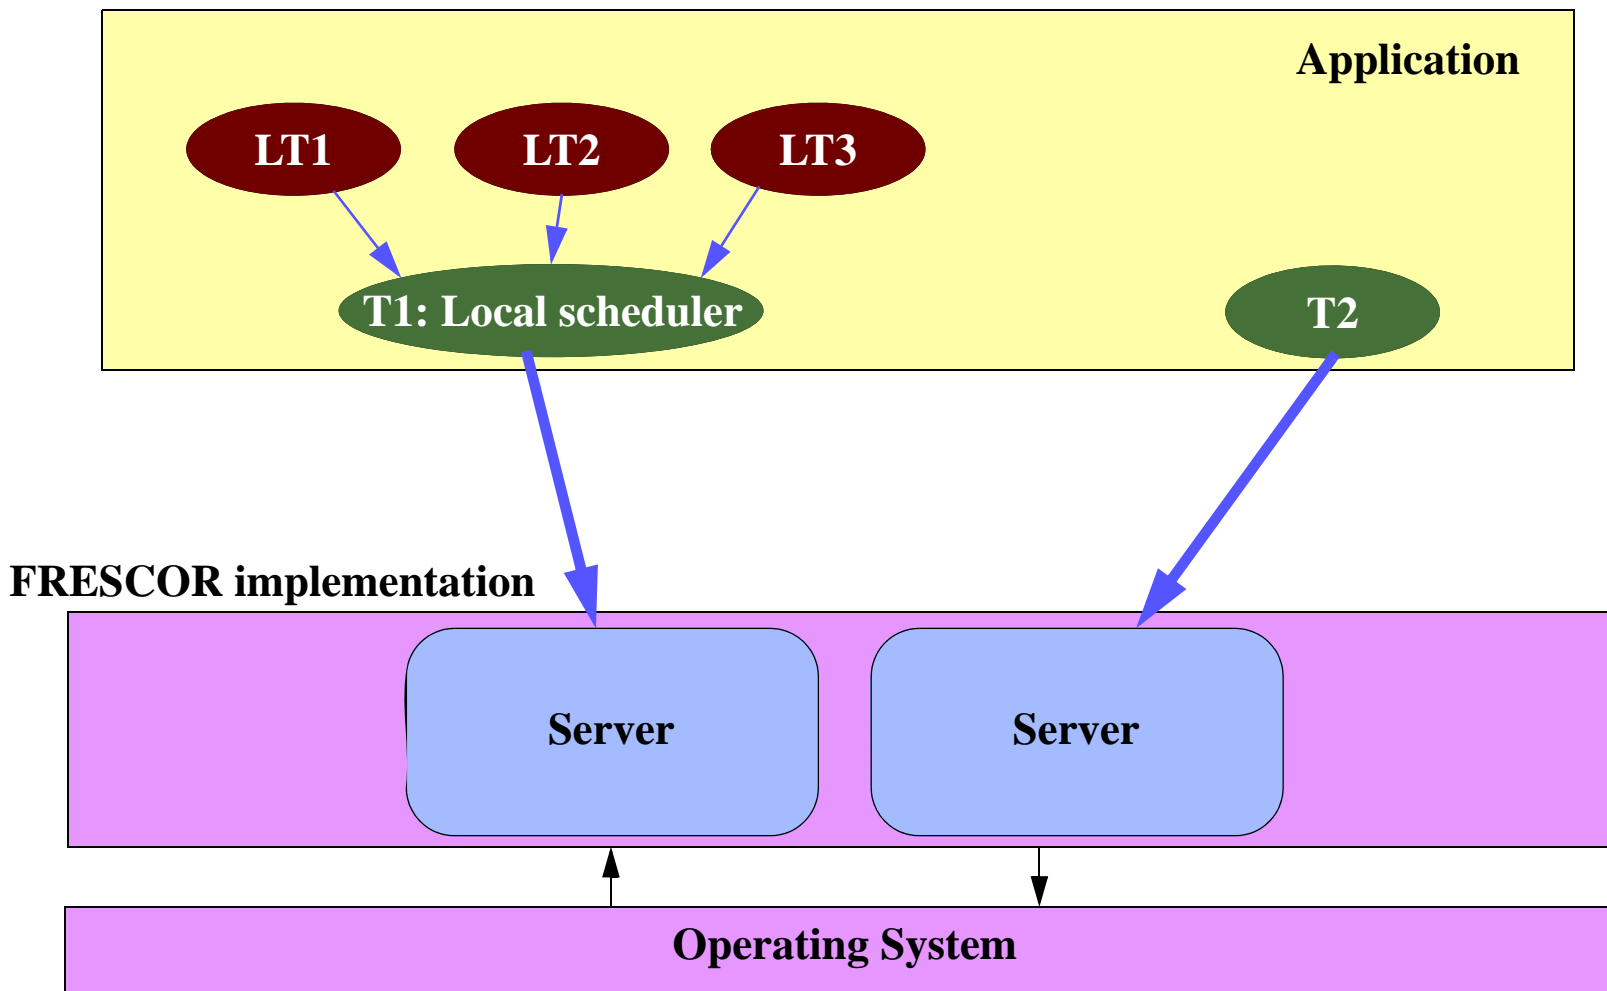 Application
LT1
LT2
LT3
T1: Local scheduler
T2
FRESCOR implementation
Server
Server
Operating System